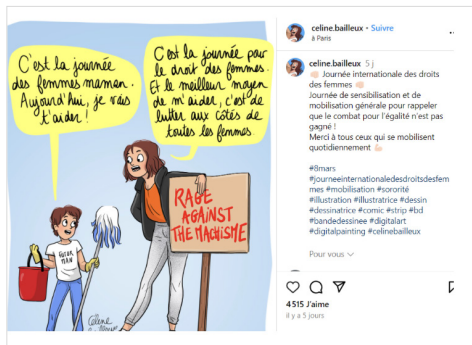 C'est la journée
des femmes maman.
Aujourd'hui, je vais
t'aider !
C'est la journée pour
le droit des femmes.
Et le meilleur moyen
de m'aider, c'est de
lutter aux côtés de
toutes les femmes.
RAGE
AGAINST
THE MACHISME
FUTUR
MAN
Céline
celine.bailleux • Suivre
à Paris
celine.bailleux 5 j
Journée internationale des droits
des femmes
Journée de sensibilisation et de
mobilisation générale pour rappeler
que le combat pour l'égalité n'est pas
gagné !
Merci à tous ceux qui se mobilisent
quotidiennement
#8mars
#journeeinternationaledesdroitsdesfem
mes #mobilisation #sororité
#illustration #illustratrice #dessin
#dessinatrice #comic #strip #bd
#bandedessinee #digitalart
#digitalpainting #celinebailleux
Pour vous
4 515 J'aime
il y a 5 jours